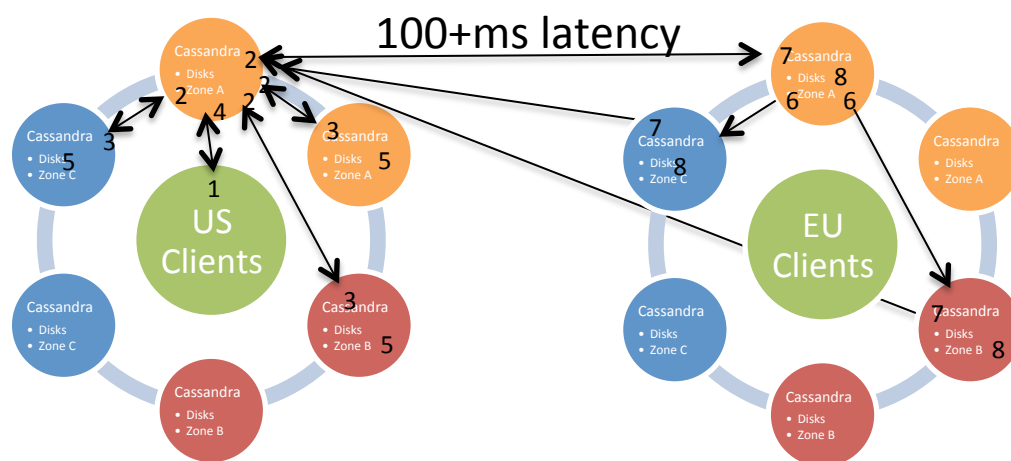 100+ms latency
Cassandra
• Disks
• Zone A
2
2
4
2
2
Cassandra
• Disks
• Zone C
3
5
Cassandra
• Disks
• Zone A
3
5
1
US
Clients
Cassandra
• Disks
• Zone C
Cassandra
• Disks
• Zone B
3
5
Cassandra
• Disks
• Zone B
Cassandra
• Disks
• Zone A
7
8
6
6
Cassandra
• Disks
• Zone C
7
8
Cassandra
• Disks
• Zone A
EU
Clients
Cassandra
• Disks
• Zone C
Cassandra
• Disks
• Zone B
7
8
Cassandra
• Disks
• Zone B